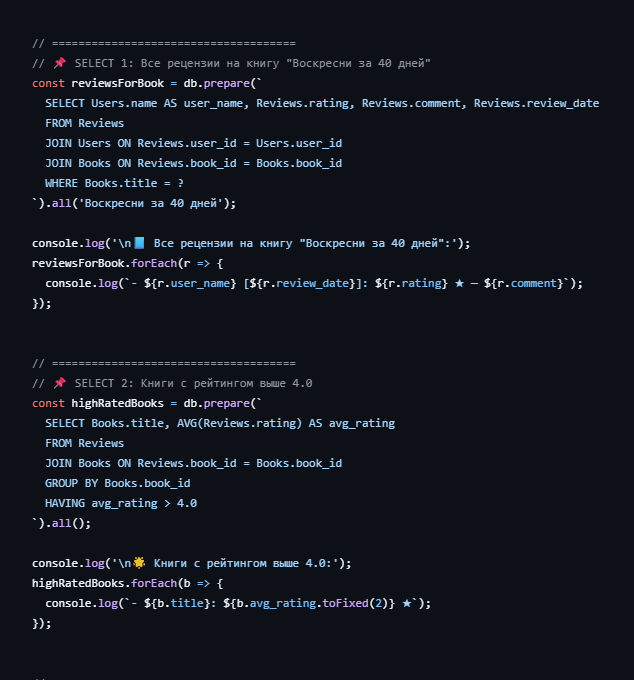 // =====================================
// 📌 SELECT 1: Все рецензии на книгу "Воскресни за 40 дней"
const reviewsForBook = db.prepare(`
  SELECT Users.name AS user_name, Reviews.rating, Reviews.comment, Reviews.review_date
  FROM Reviews
  JOIN Users ON Reviews.user_id = Users.user_id
  JOIN Books ON Reviews.book_id = Books.book_id
  WHERE Books.title = ?
`).all('Воскресни за 40 дней');
console.log('\n📘 Все рецензии на книгу "Воскресни за 40 дней":');
reviewsForBook.forEach(r => {
  console.log(`- ${r.user_name} [${r.review_date}]: ${r.rating} ★ — ${r.comment}`);
});
// =====================================
// 📌 SELECT 2: Книги с рейтингом выше 4.0
const highRatedBooks = db.prepare(`
  SELECT Books.title, AVG(Reviews.rating) AS avg_rating
  FROM Reviews
  JOIN Books ON Reviews.book_id = Books.book_id
  GROUP BY Books.book_id
  HAVING avg_rating > 4.0
`).all();
console.log('\n🌟 Книги с рейтингом выше 4.0:');
highRatedBooks.forEach(b => {
  console.log(`- ${b.title}: ${b.avg_rating.toFixed(2)} ★`);
});